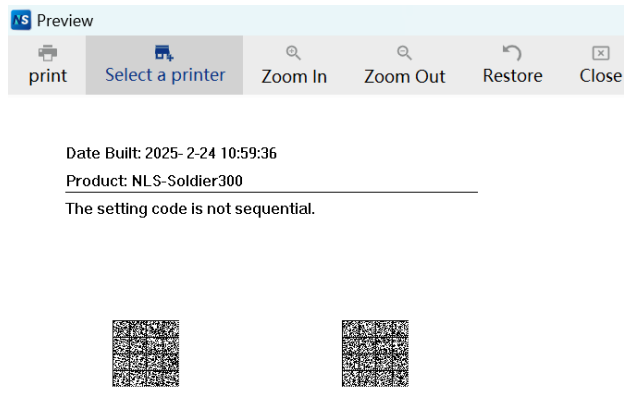 NS Preview
print Select a printer Zoom In Zoom Out Restore Close
Date Built: 2025- 2-24 10:59:36
Product: NLS-Soldier300
The setting code is not sequential.